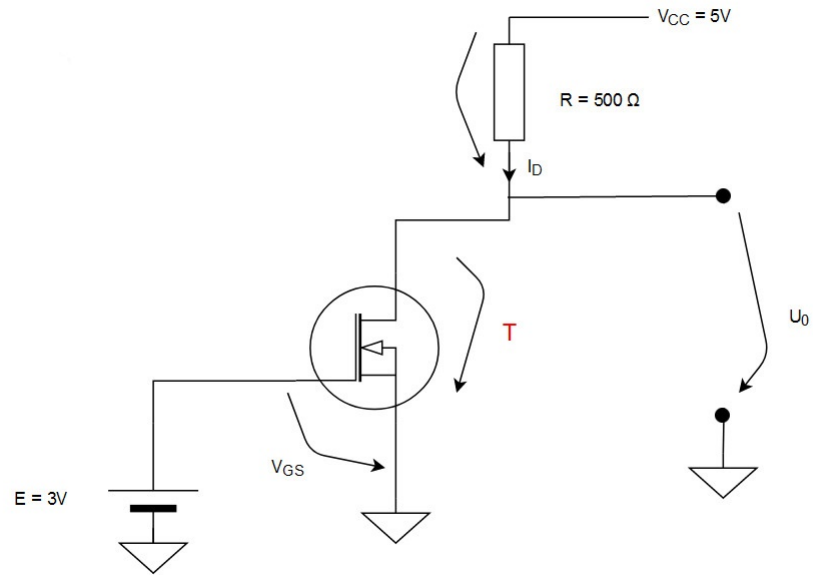 VCC = 5V
R = 500 Ω
ID
T
U0
VGS
E = 3V